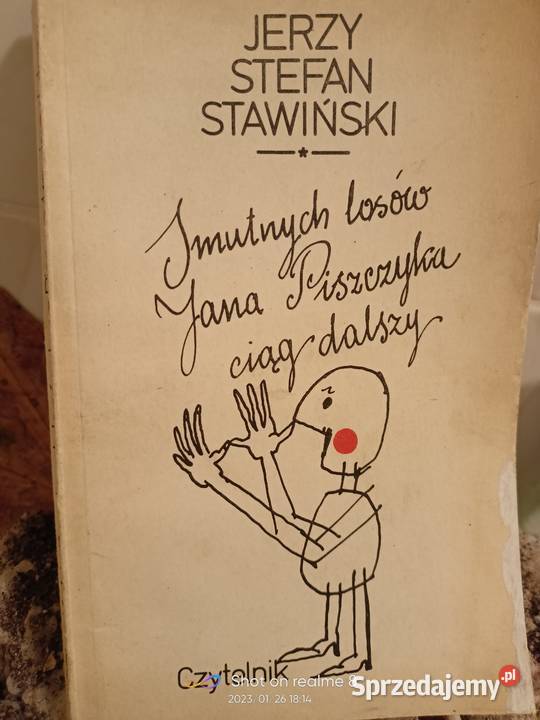 JERZY
STEFAN
STAWIŃSKI
Smutnych losów
Jana Piszczyka
ciąg dalszy
Czytelnik
Shot on realme 8
2023. 01. 26 18:14
Sprzedajemy.pl